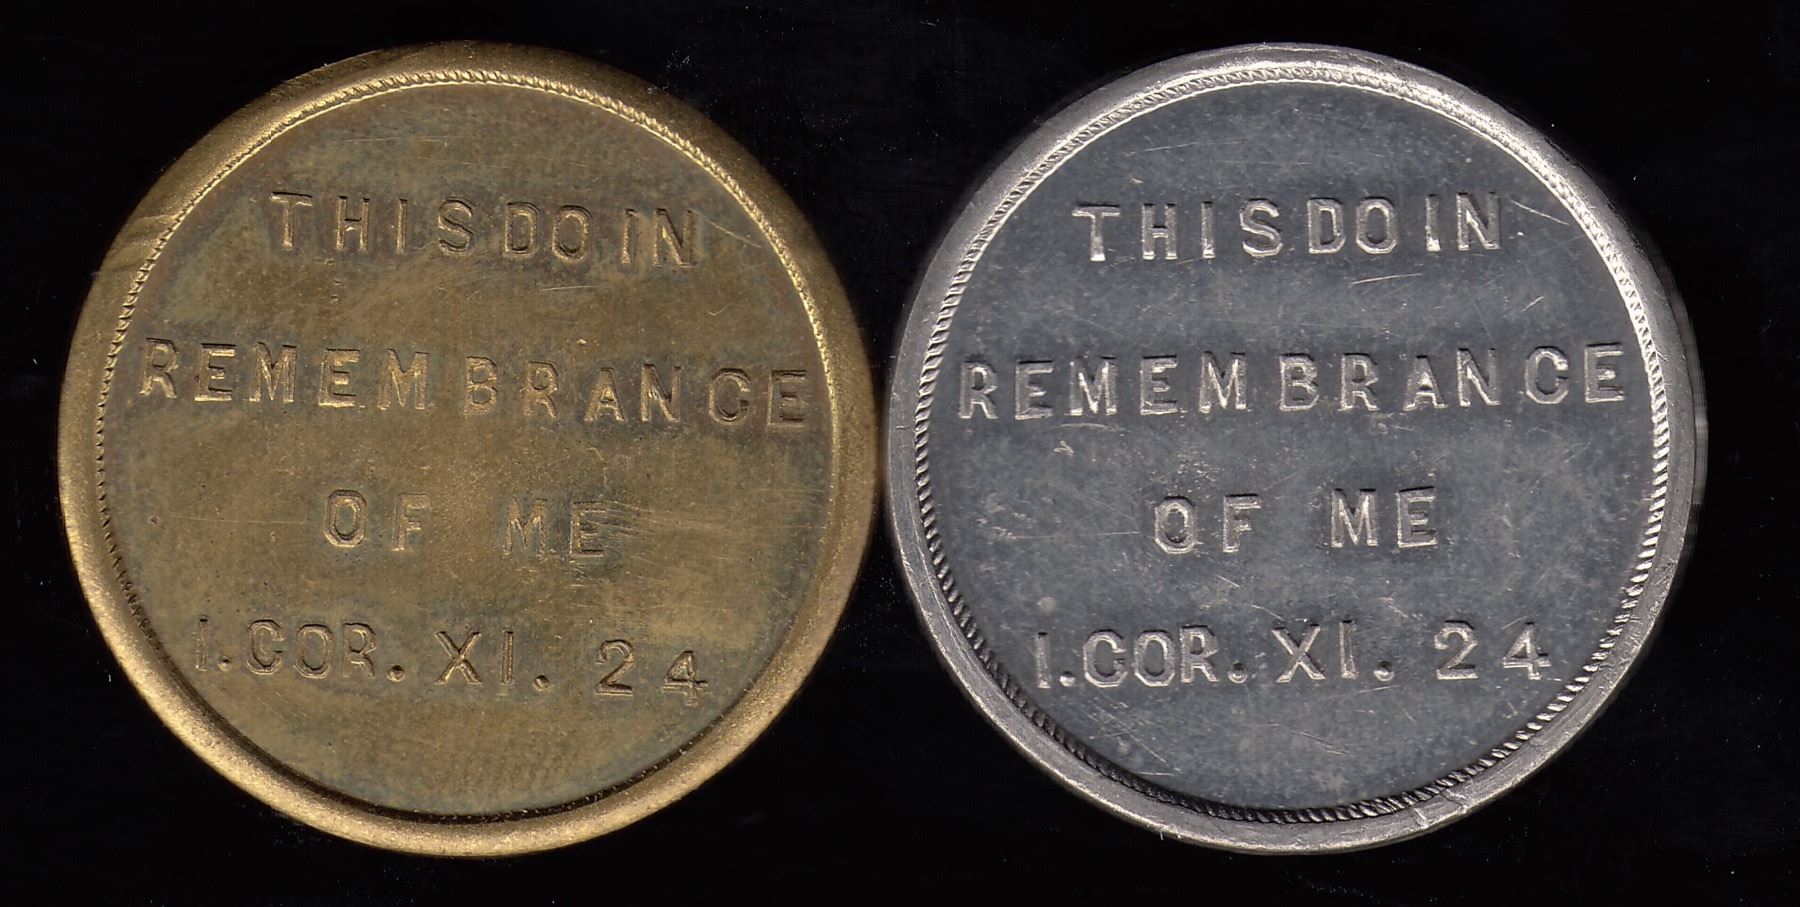 THIS DO IN
REMEMBRANCE
OF ME
I. COR. XI. 24
THIS DO IN
REMEMBRANCE
OF ME
I. COR. XI. 24